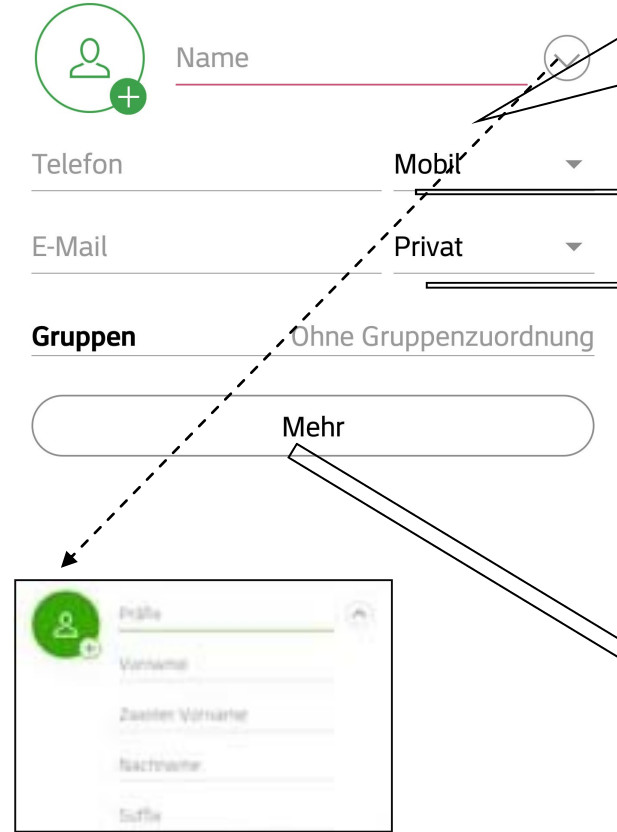 Name
Telefon Mobil
E-Mail Privat
Gruppen Ohne Gruppenzuordnung
Mehr
Präfix
Vorname
Zweiter Vorname
Nachname
Suffix